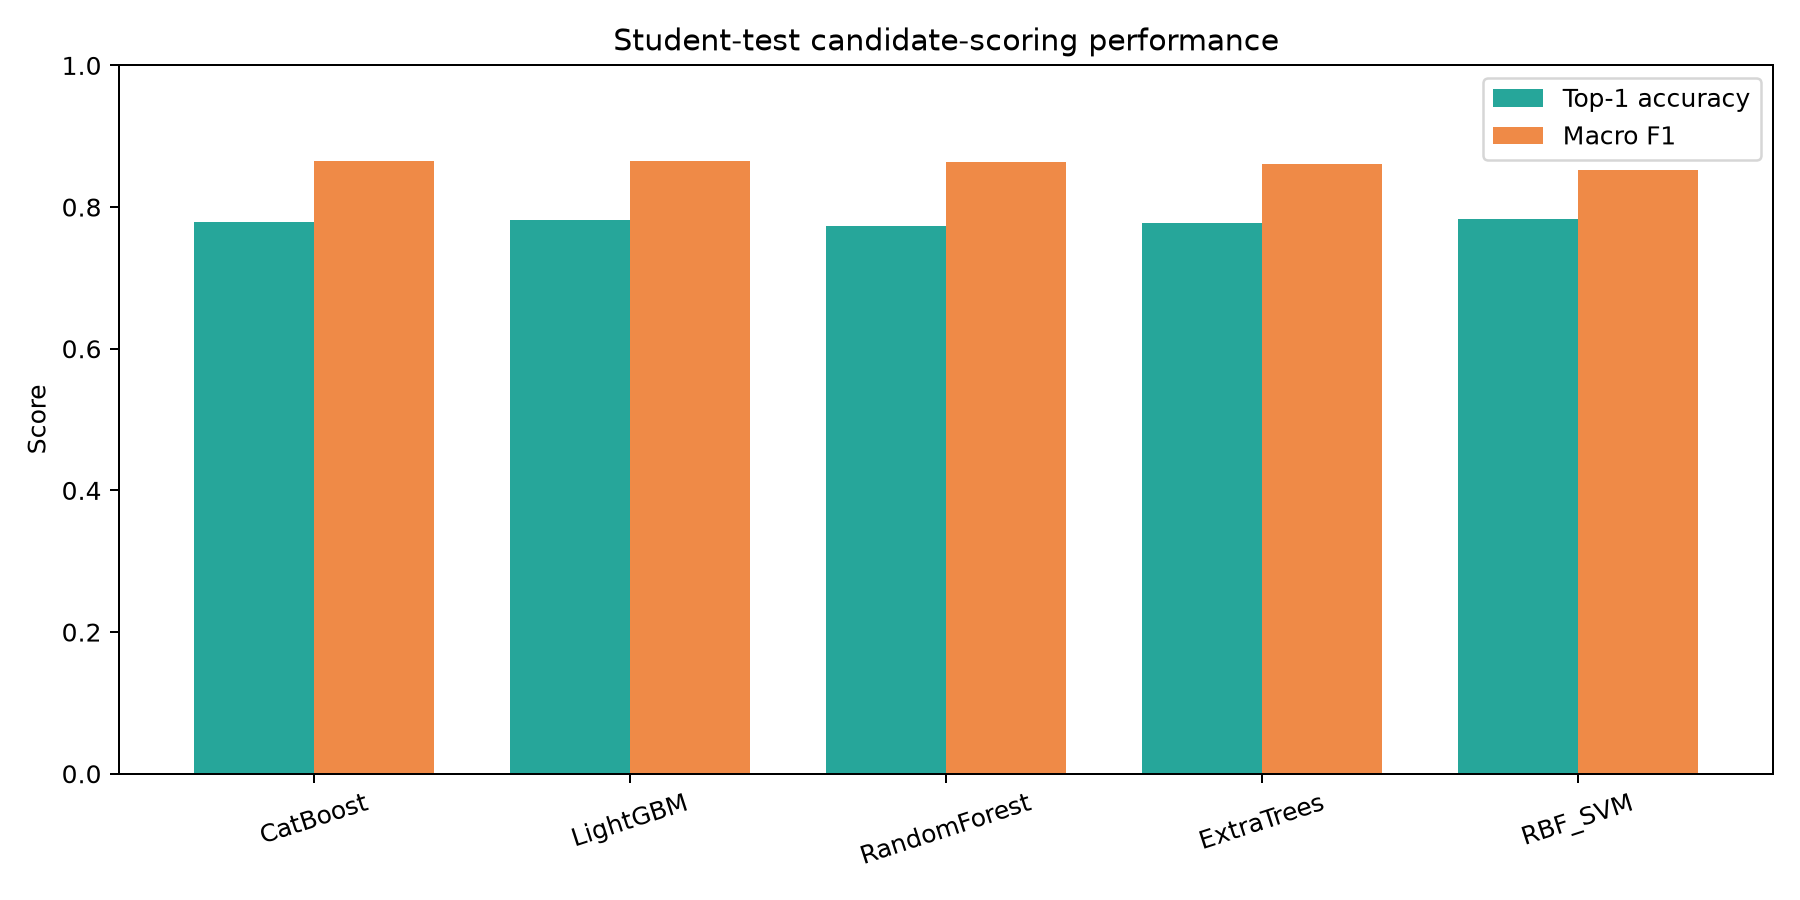 Student-test candidate-scoring performance
Top-1 accuracy
Macro F1
Score
1.0
0.8
0.6
0.4
0.2
0.0
CatBoost
LightGBM
RandomForest
ExtraTrees
RBF_SVM